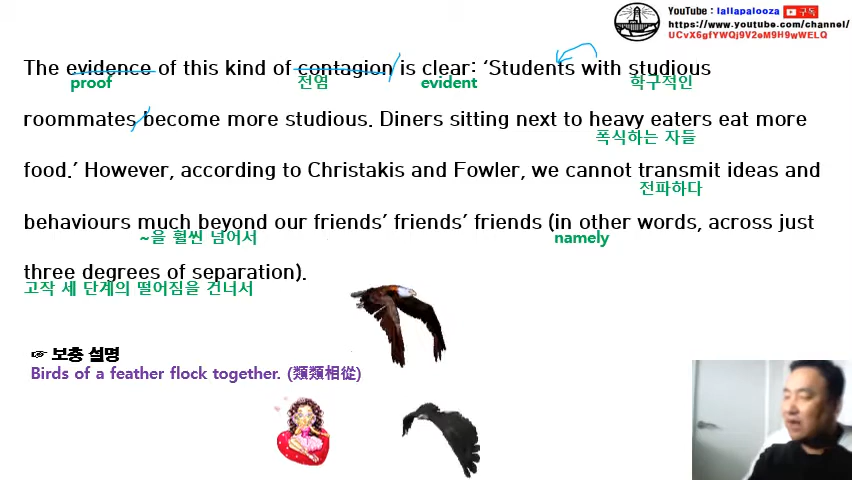 YouTube : lallapalooza 구독
https://www.youtube.com/channel/
UCvX6gfYWQj9V2eM9H9wWELQ
The evidence of this kind of contagion is clear: ‘Students with studious
proof 전염 evident 학구적인
roommates become more studious. Diners sitting next to heavy eaters eat more
폭식하는 자들
food.’ However, according to Christakis and Fowler, we cannot transmit ideas and
전파하다
behaviours much beyond our friends’ friends’ friends (in other words, across just
~을 훨씬 넘어서 namely
three degrees of separation).
고작 세 단계의 떨어짐을 건너서
☞ 보충 설명
Birds of a feather flock together. (類類相從)